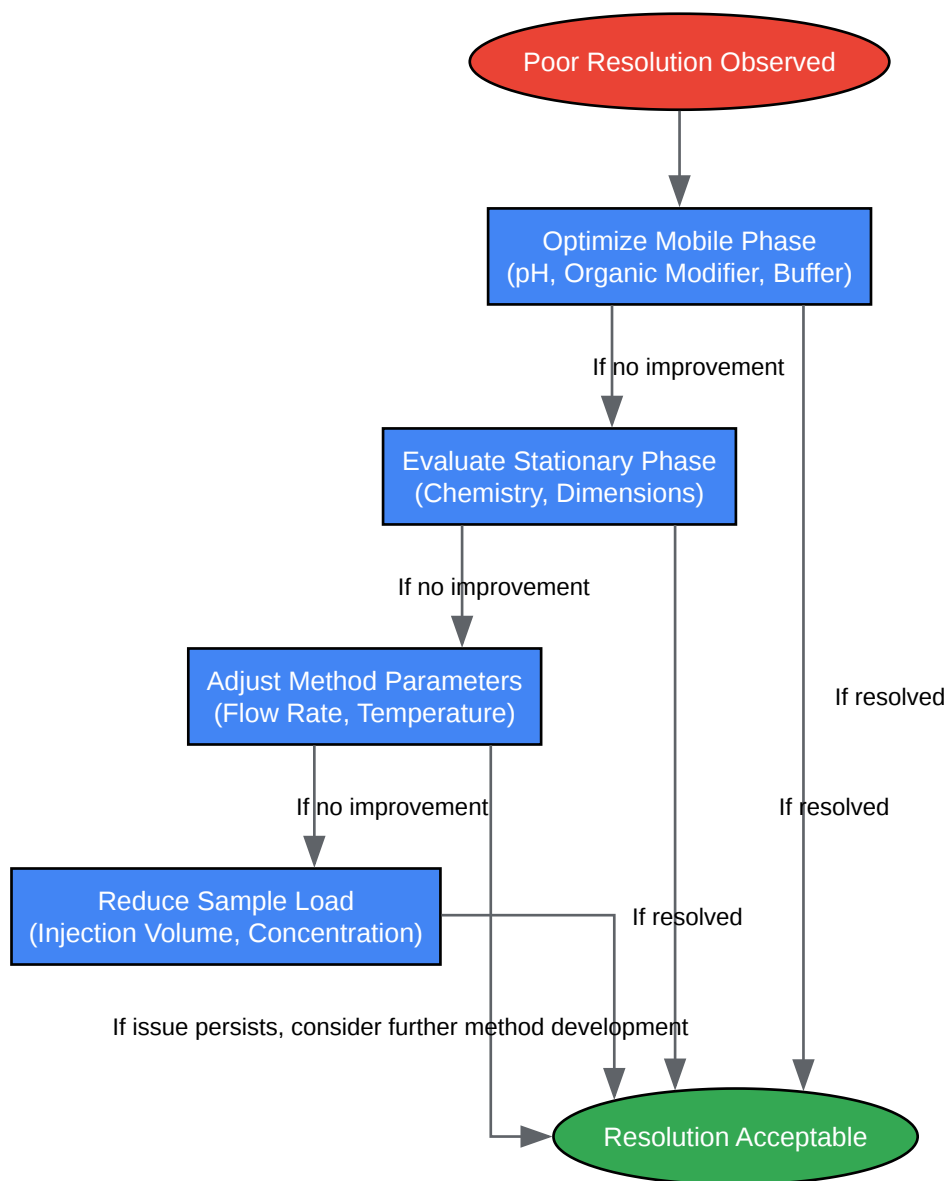 Poor Resolution Observed
Optimize Mobile Phase
(pH, Organic Modifier, Buffer)
If no improvement
Evaluate Stationary Phase
(Chemistry, Dimensions)
If no improvement
Adjust Method Parameters
(Flow Rate, Temperature)
If resolved
If no improvement
If resolved
Reduce Sample Load
(Injection Volume, Concentration)
If resolved
If issue persists, consider further method development
Resolution Acceptable